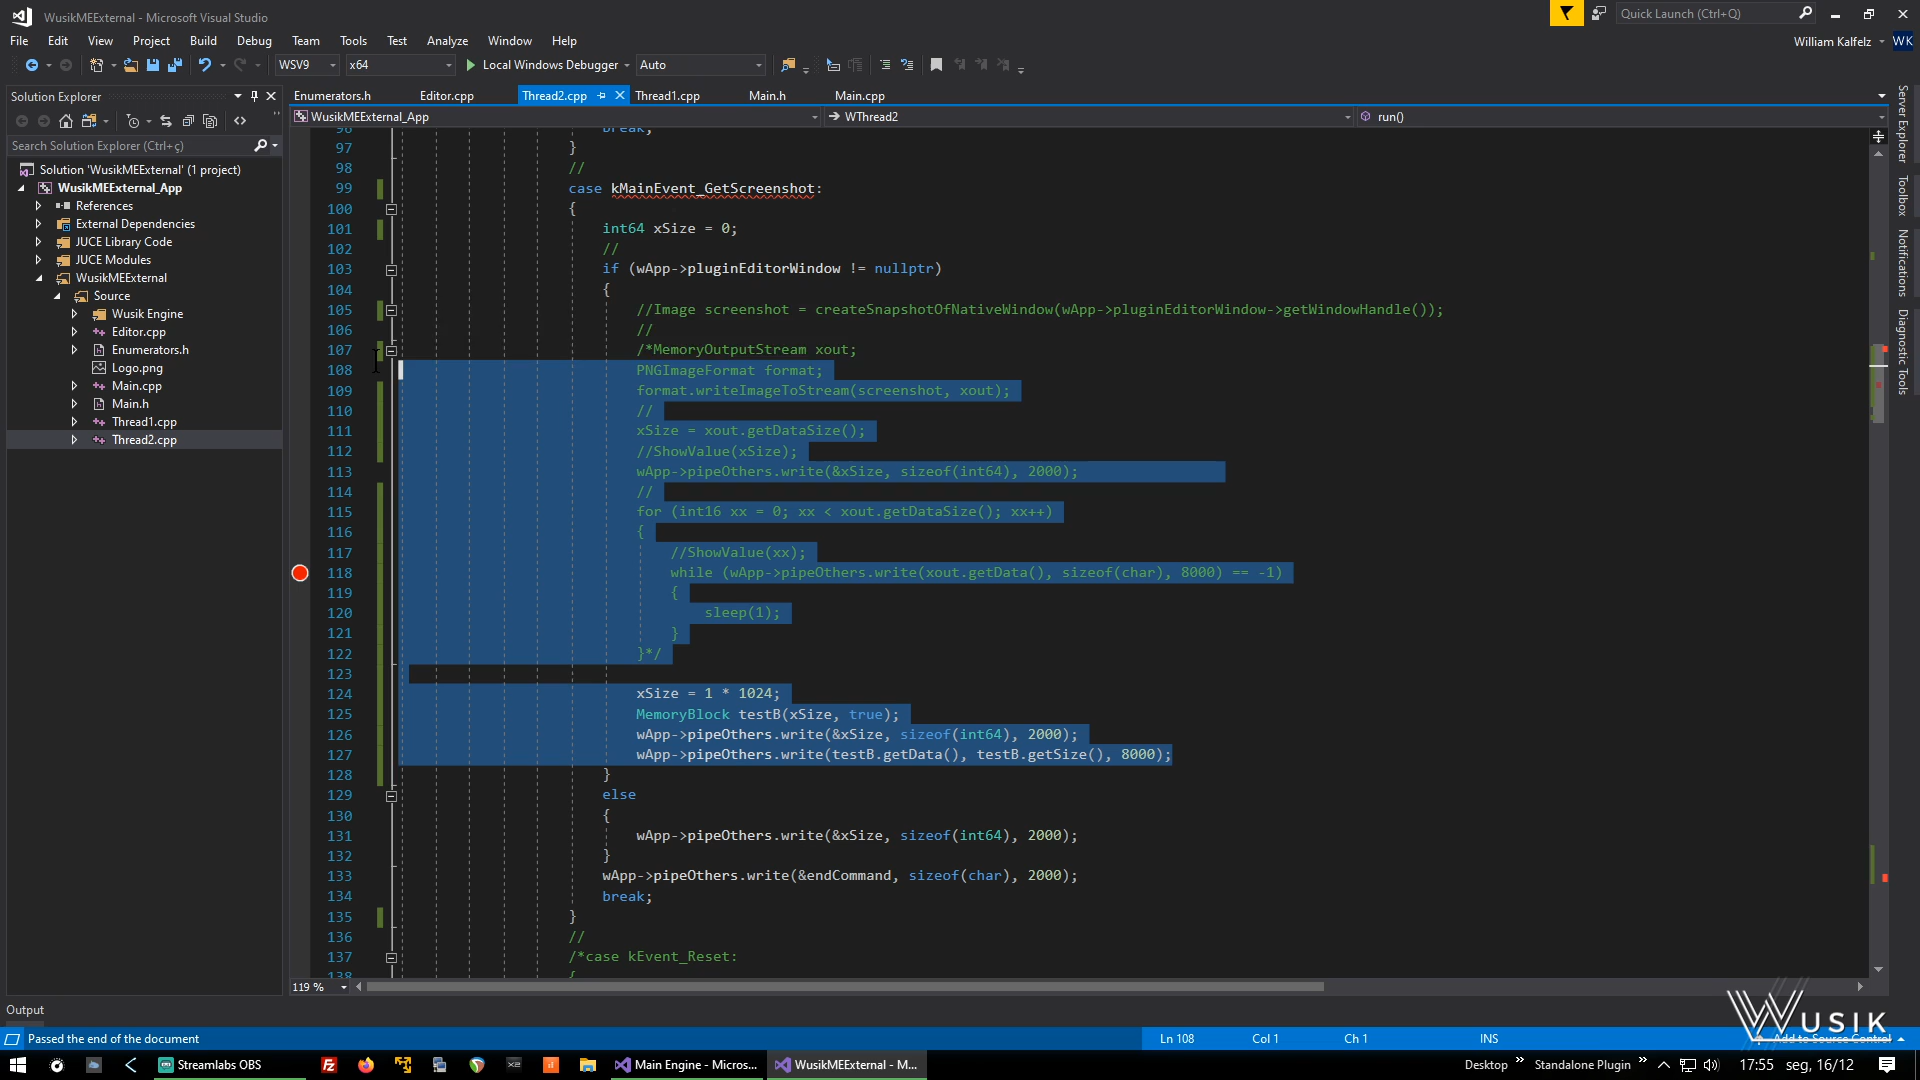 WusikMEExternal - Microsoft Visual Studio
Quick Launch (Ctrl+Q)
File Edit View Project Build Debug Team Tools Test Analyze Window Help
William Kalfelz WK
WSV9 x64 Local Windows Debugger Auto
Solution Explorer
Search Solution Explorer (Ctrl+ç)
Solution 'WusikMEExternal' (1 project)
WusikMEExternal_App
References
External Dependencies
JUCE Library Code
JUCE Modules
WusikMEExternal
Source
Wusik Engine
Editor.cpp
Enumerators.h
Logo.png
Main.cpp
Main.h
Thread1.cpp
Thread2.cpp
Enumerators.h Editor.cpp Thread2.cpp Thread1.cpp Main.h Main.cpp
WusikMEExternal_App WThread2 run()
96 break;
97 }
98 //
99 case kMainEvent_GetScreenshot:
100 {
101 int64 xSize = 0;
102 //
103 if (wApp->pluginEditorWindow != nullptr)
104 {
105 //Image screenshot = createSnapshotOfNativeWindow(wApp->pluginEditorWindow->getWindowHandle());
106 //
107 /*MemoryOutputStream xout;
108 PNGImageFormat format;
109 format.writeImageToStream(screenshot, xout);
110 //
111 xSize = xout.getDataSize();
112 //ShowValue(xSize);
113 wApp->pipeOthers.write(&xSize, sizeof(int64), 2000);
114 //
115 for (int16 xx = 0; xx < xout.getDataSize(); xx++)
116 {
117 //ShowValue(xx);
118 while (wApp->pipeOthers.write(xout.getData(), sizeof(char), 8000) == -1)
119 {
120 sleep(1);
121 }
122 }*/
123
124 xSize = 1 * 1024;
125 MemoryBlock testB(xSize, true);
126 wApp->pipeOthers.write(&xSize, sizeof(int64), 2000);
127 wApp->pipeOthers.write(testB.getData(), testB.getSize(), 8000);
128 }
129 else
130 {
131 wApp->pipeOthers.write(&xSize, sizeof(int64), 2000);
132 }
133 wApp->pipeOthers.write(&endCommand, sizeof(char), 2000);
134 break;
135 }
136 //
137 /*case kEvent_Reset:
138 {
119 %
Server Explorer
Toolbox
Notifications
Diagnostic Tools
Output
Passed the end of the document Ln 108 Col 1 Ch 1 INS Add to Source Control
WUSIK
Streamlabs OBS Main Engine - Micros... WusikMEExternal - M... Desktop Standalone Plugin 17:55 seg, 16/12